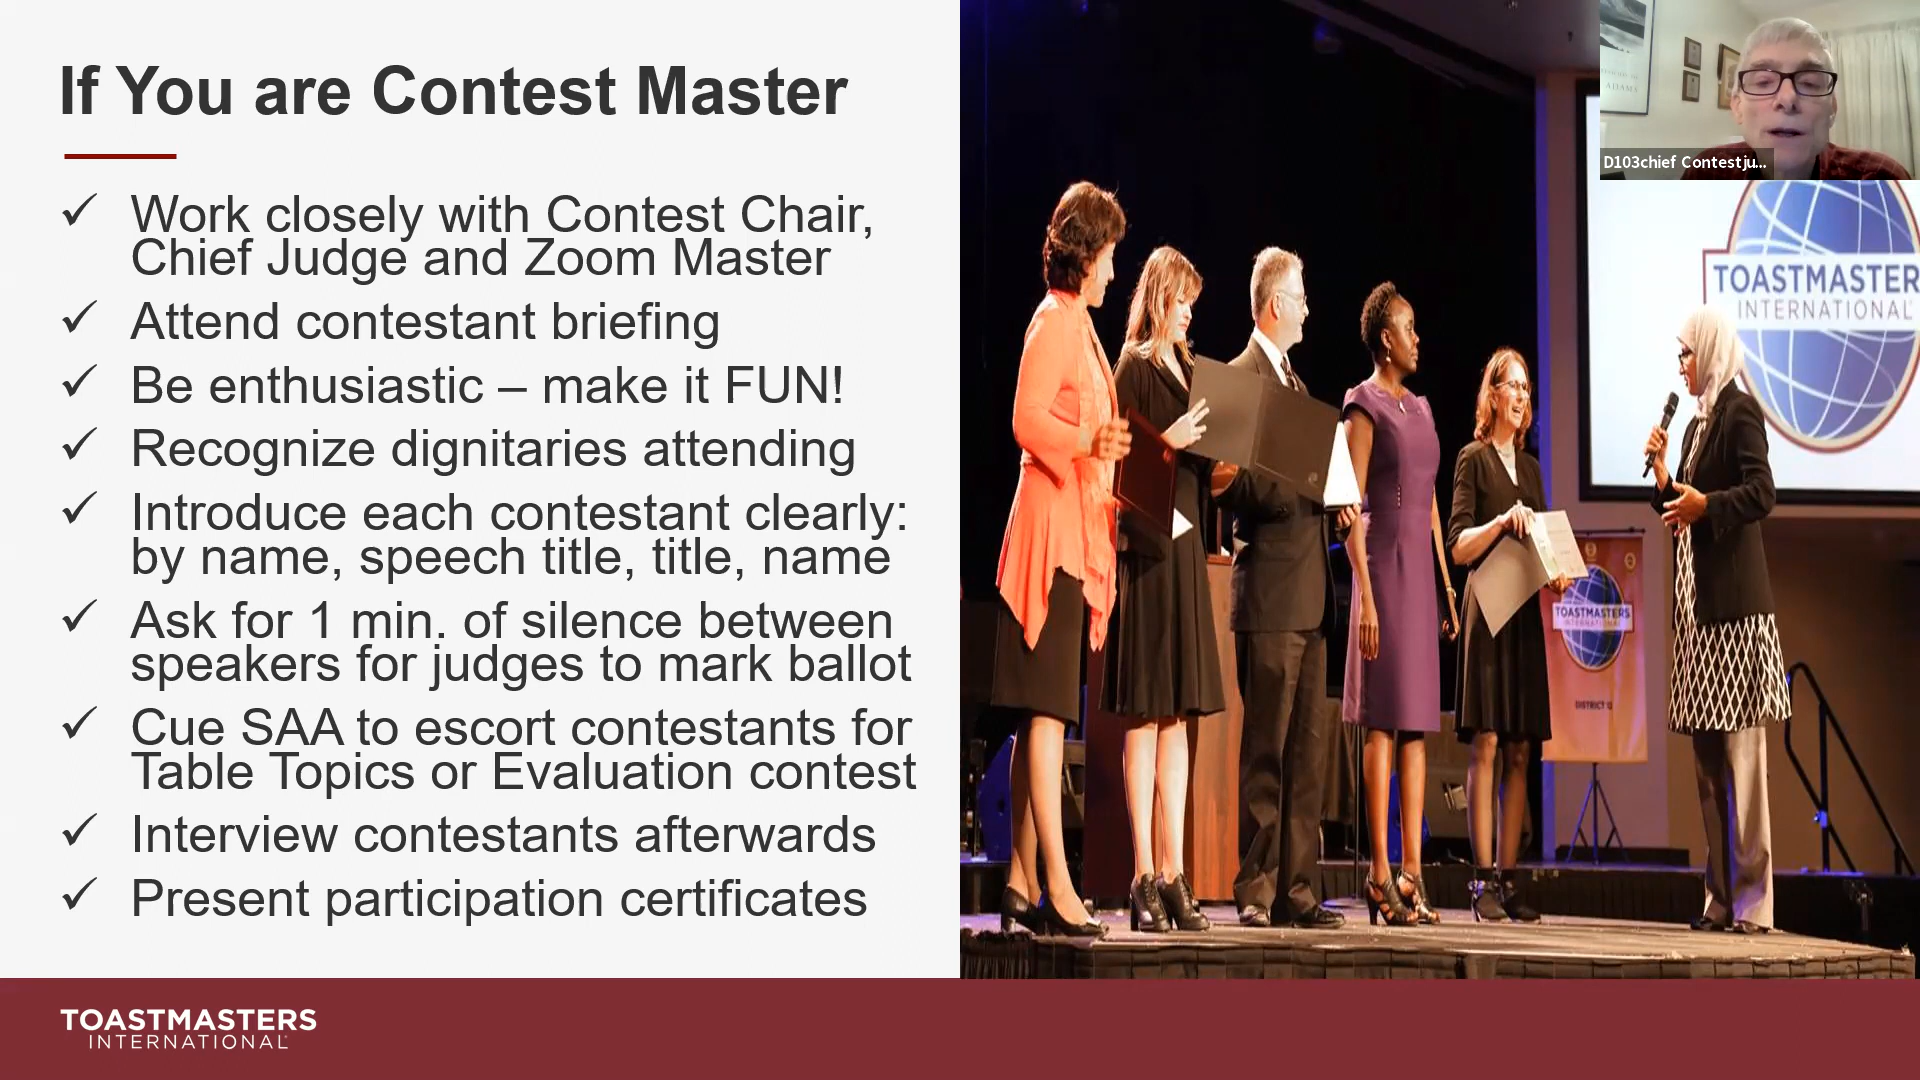 If You are Contest Master
✓ Work closely with Contest Chair,
Chief Judge and Zoom Master
✓ Attend contestant briefing
✓ Be enthusiastic – make it FUN!
✓ Recognize dignitaries attending
✓ Introduce each contestant clearly:
by name, speech title, title, name
✓ Ask for 1 min. of silence between
speakers for judges to mark ballot
✓ Cue SAA to escort contestants for
Table Topics or Evaluation contest
✓ Interview contestants afterwards
✓ Present participation certificates
TOASTMASTERS
INTERNATIONAL
ADAMS
D103chief Contestju...
TOASTMASTER
INTERNATIONAL
TOASTMASTERS
INTERNATIONAL
DISTRICT